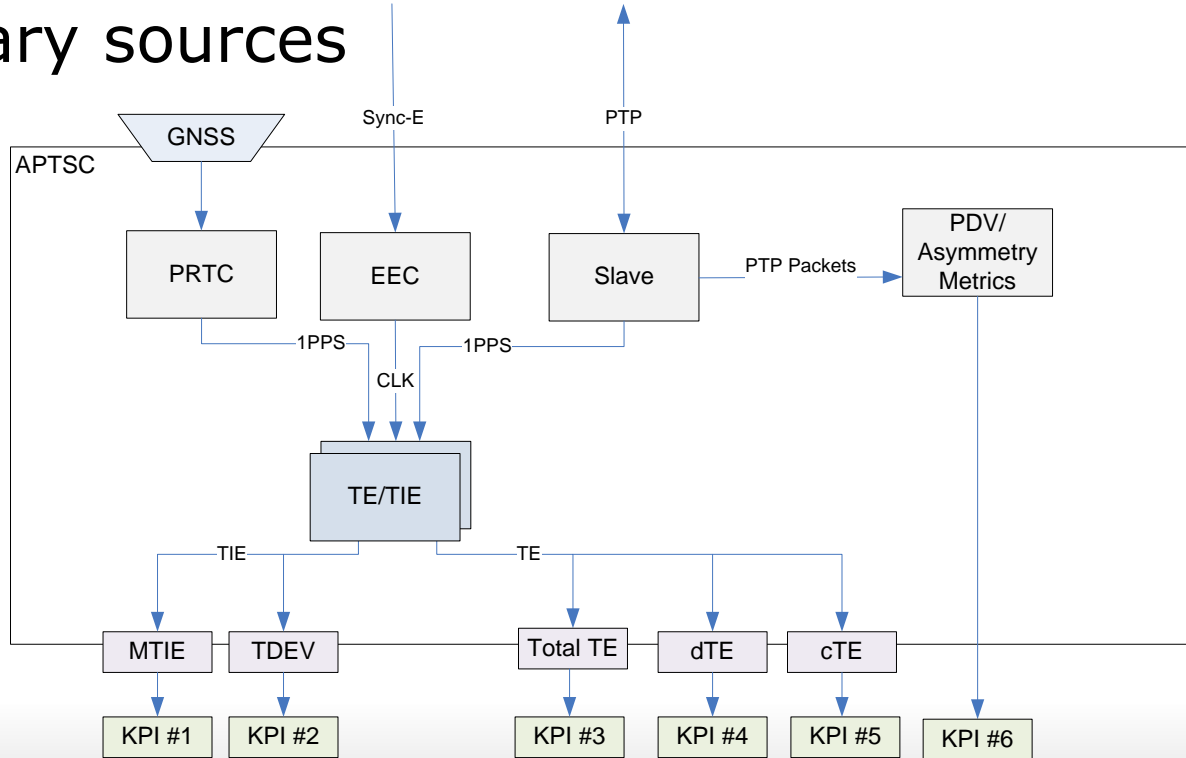 ary sources
Sync-E
PTP
GNSS
APTSC
PRTC
EEC
Slave
PTP Packets
PDV/
Asymmetry
Metrics
1PPS
1PPS
CLK
TE/TIE
TIE
TE
MTIE
TDEV
Total TE
dTE
cTE
KPI #1
KPI #2
KPI #3
KPI #4
KPI #5
KPI #6